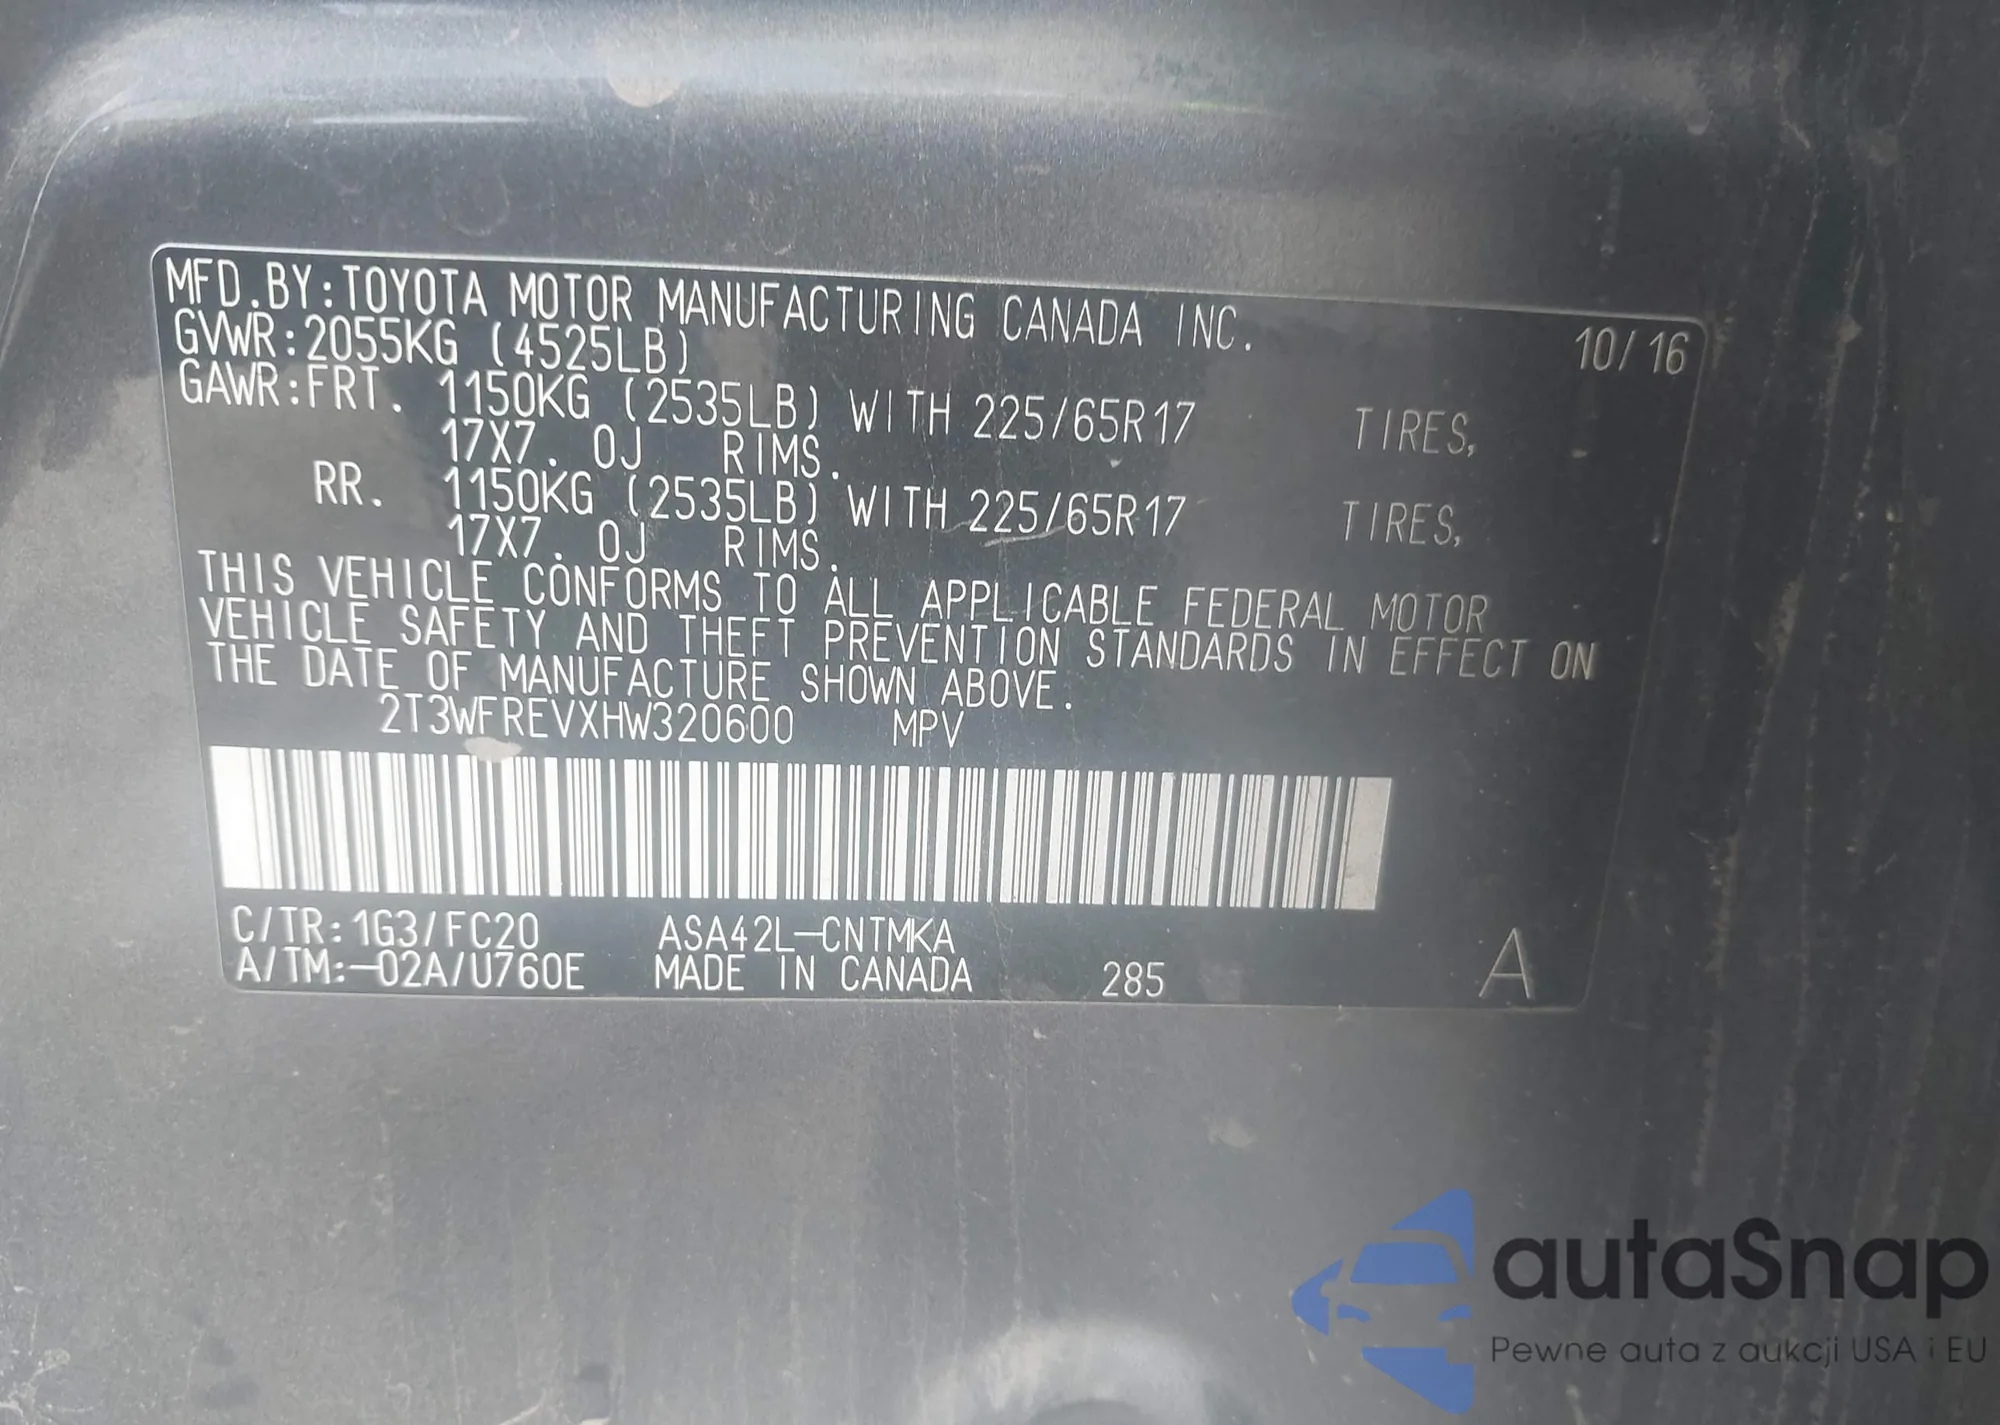 MFD.BY:TOYOTA MOTOR MANUFACTURING CANADA INC. 10/16
GVWR:2055KG (4525LB)
GAWR:FRT. 1150KG (2535LB) WITH 225/65R17 TIRES,
17X7. 0J RIMS.
RR. 1150KG (2535LB) WITH 225/65R17 TIRES,
17X7. 0J RIMS.
THIS VEHICLE CONFORMS TO ALL APPLICABLE FEDERAL MOTOR
VEHICLE SAFETY AND THEFT PREVENTION STANDARDS IN EFFECT ON
THE DATE OF MANUFACTURE SHOWN ABOVE.
2T3WFREVXHW320600 MPV
C/TR:1G3/FC20 ASA42L-CNTMKA
A/TM:-02A/U760E MADE IN CANADA 285 A
autaSnap
Pewne auta z aukcji USA i EU